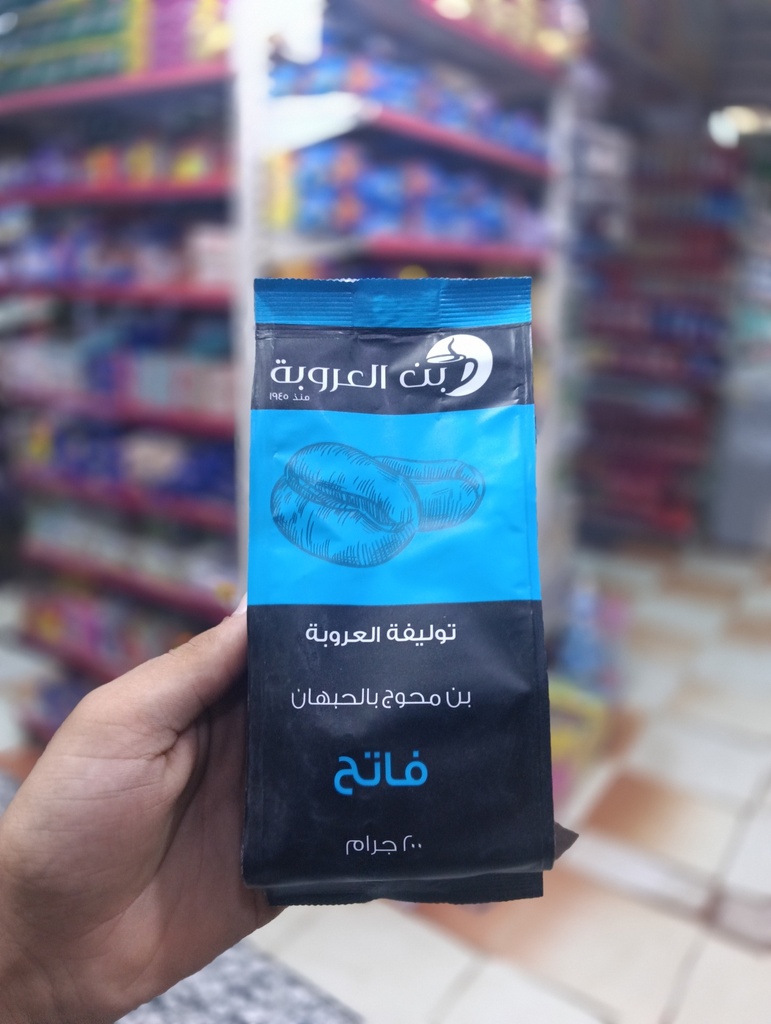 بن العروبة
منذ ١٩٤٥
توليفة العروبة
بن محوج بالحبهان
فاتح
٢٠٠ جرام